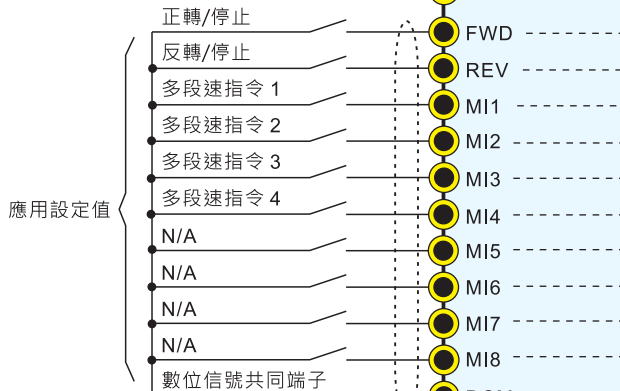 正轉/停止
FWD
反轉/停止
REV
多段速指令 1
MI1
多段速指令 2
MI2
多段速指令 3
MI3
多段速指令 4
MI4
應用設定值
N/A
MI5
N/A
MI6
N/A
MI7
N/A
MI8
數位信號共同端子